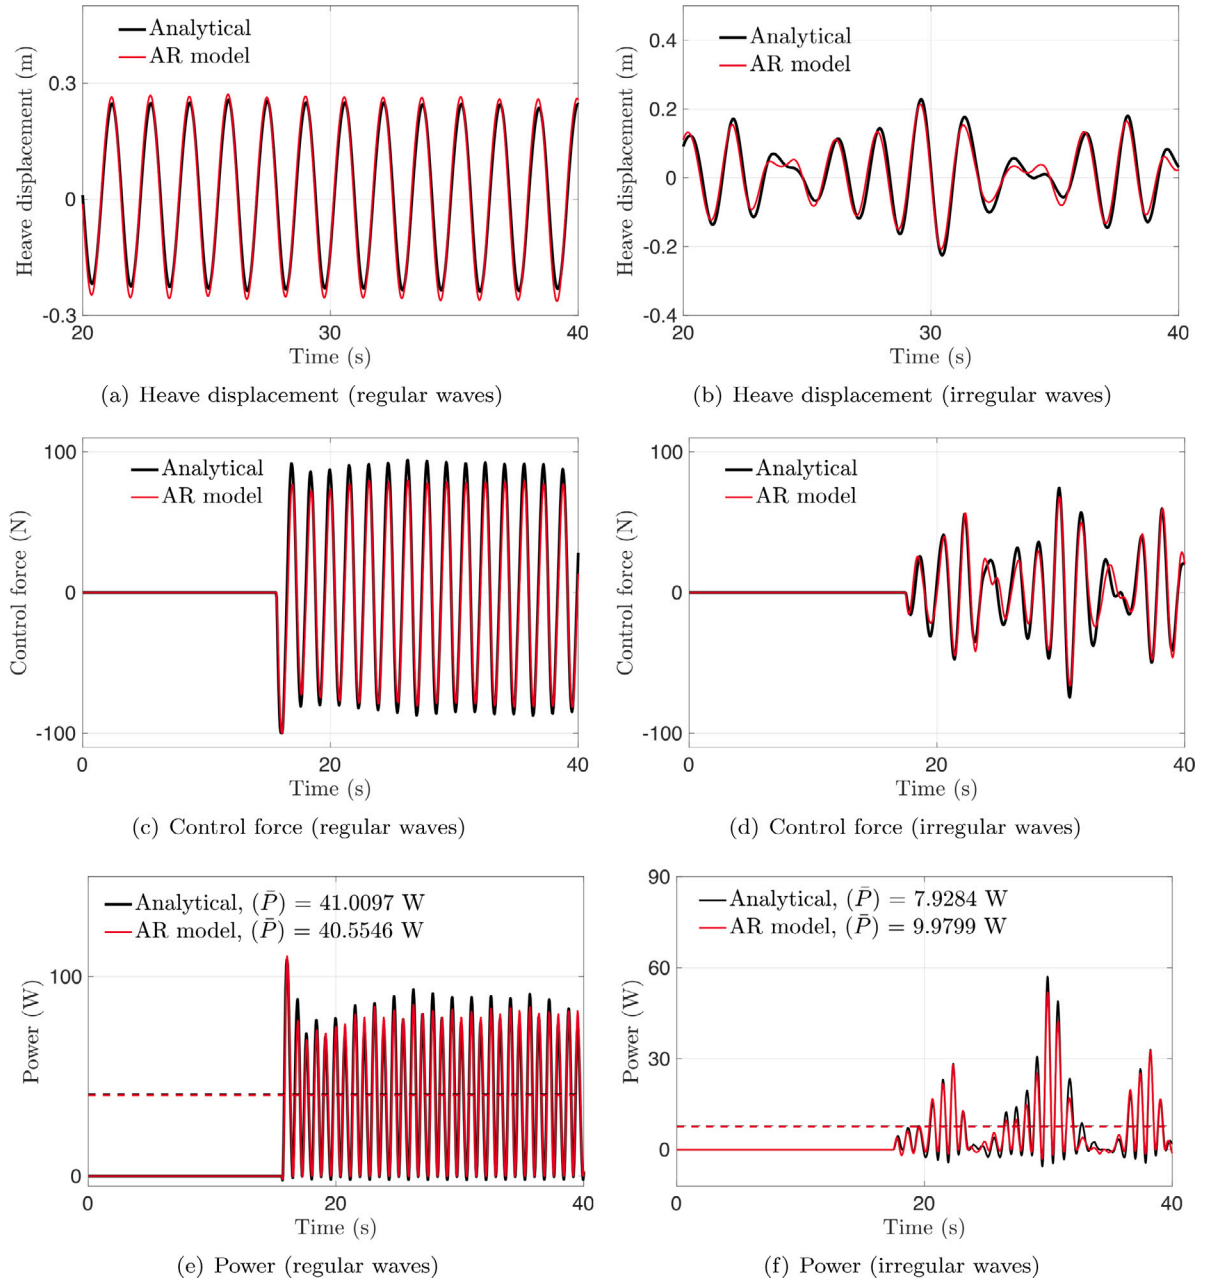 Analytical
AR model
0.3
0
-0.3
20
30
40
Heave displacement (m)
Time (s)
(a) Heave displacement (regular waves)
Analytical
AR model
0.4
0.2
0
-0.2
-0.4
20
30
40
Heave displacement (m)
Time (s)
(b) Heave displacement (irregular waves)
Analytical
AR model
100
0
-100
0
20
40
Control force (N)
Time (s)
(c) Control force (regular waves)
Analytical
AR model
100
0
-100
0
20
40
Control force (N)
Time (s)
(d) Control force (irregular waves)
Analytical, (P̄) = 41.0097 W
AR model, (P̄) = 40.5546 W
100
0
0
20
40
Power (W)
Time (s)
(e) Power (regular waves)
Analytical, (P̄) = 7.9284 W
AR model, (P̄) = 9.9799 W
90
60
30
0
0
20
40
Power (W)
Time (s)
(f) Power (irregular waves)